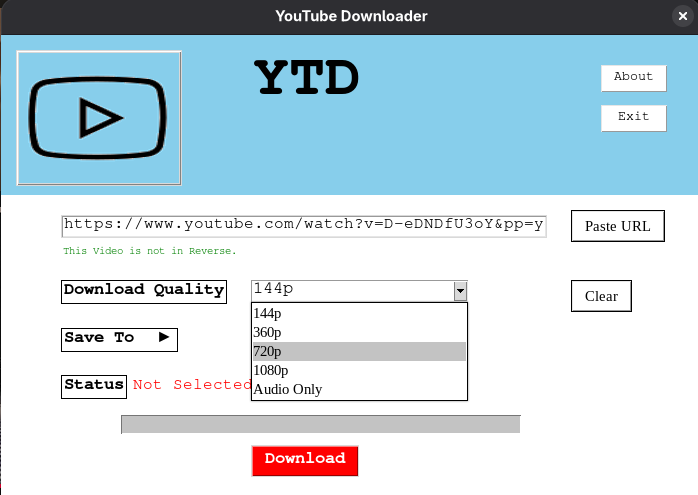 YouTube Downloader
YTD
About
Exit
https://www.youtube.com/watch?v=D-eDNDfU3oY&pp=y
Paste URL
This Video is not in Reverse.
Download Quality
144p
Clear
144p
360p
720p
1080p
Audio Only
Save To ►
Status
Not Selected
Download